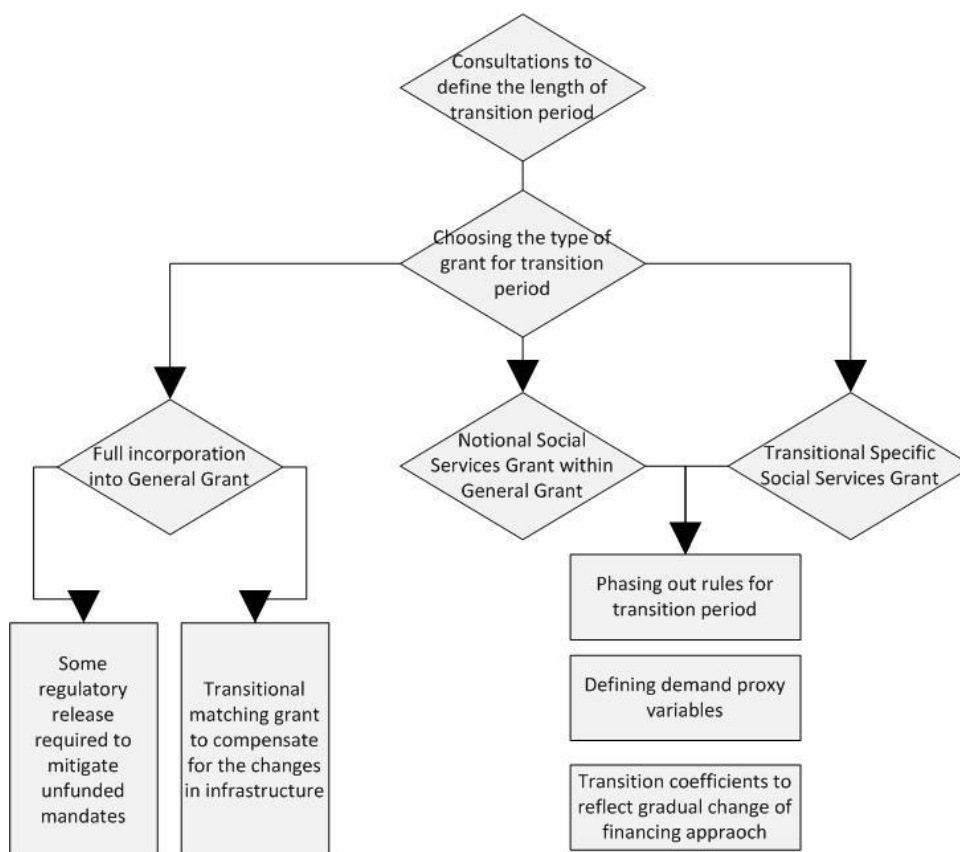 Consultations to
define the length of
transition period
Choosing the type of
grant for transition
period
Full incorporation
into General Grant
Notional Social
Services Grant within
General Grant
Transitional Specific
Social Services Grant
Some
regulatory
release
required to
mitigate
unfunded
mandates
Transitional
matching grant
to compensate
for the changes
in infrastructure
Phasing out rules for
transition period
Defining demand proxy
variables
Transition coefficients to
reflect gradual change of
financing appraoch